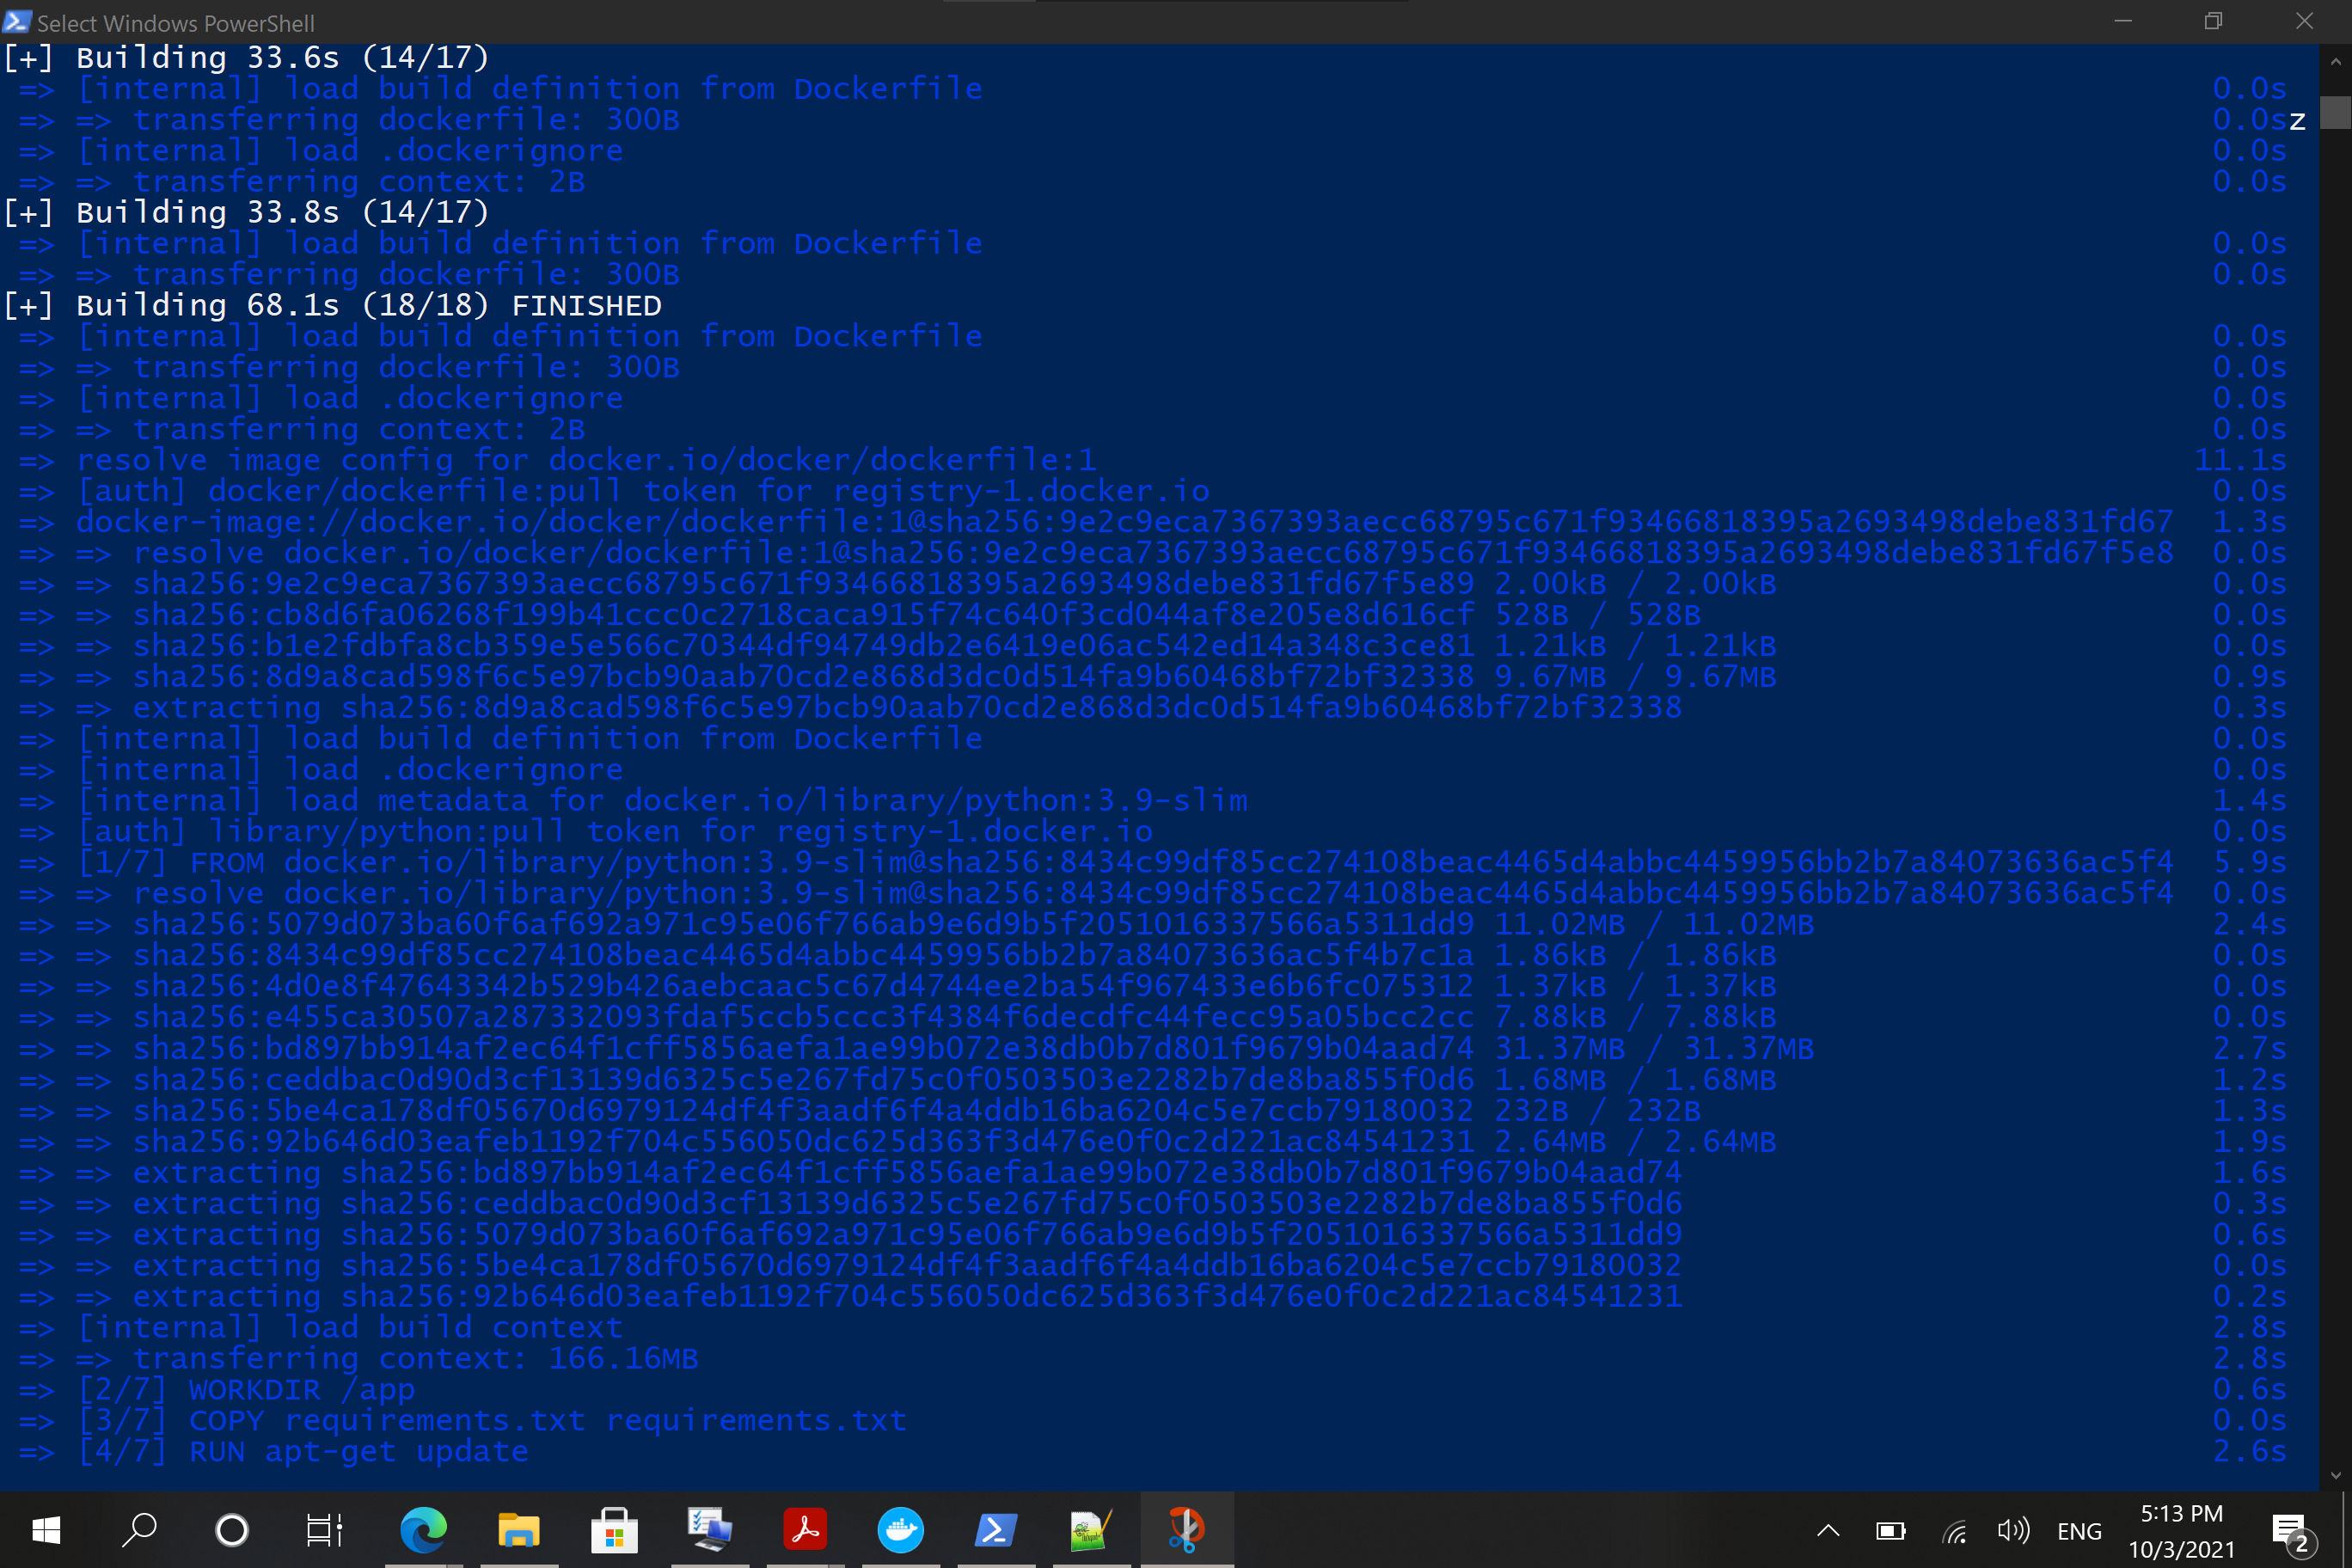 Select Windows PowerShell
[+] Building 33.6s (14/17)
=> [internal] load build definition from Dockerfile 0.0s
=> => transferring dockerfile: 300B 0.0sz
=> [internal] load .dockerignore 0.0s
=> => transferring context: 2B 0.0s
[+] Building 33.8s (14/17)
=> [internal] load build definition from Dockerfile 0.0s
=> => transferring dockerfile: 300B 0.0s
[+] Building 68.1s (18/18) FINISHED
=> [internal] load build definition from Dockerfile 0.0s
=> => transferring dockerfile: 300B 0.0s
=> [internal] load .dockerignore 0.0s
=> => transferring context: 2B 0.0s
=> resolve image config for docker.io/docker/dockerfile:1 11.1s
=> [auth] docker/dockerfile:pull token for registry-1.docker.io 0.0s
=> docker-image://docker.io/docker/dockerfile:1@sha256:9e2c9eca7367393aecc68795c671f93466818395a2693498debe831fd67 1.3s
=> => resolve docker.io/docker/dockerfile:1@sha256:9e2c9eca7367393aecc68795c671f93466818395a2693498debe831fd67f5e8 0.0s
=> => sha256:9e2c9eca7367393aecc68795c671f93466818395a2693498debe831fd67f5e89 2.00kB / 2.00kB 0.0s
=> => sha256:cb8d6fa06268f199b41ccc0c2718caca915f74c640f3cd044af8e205e8d616cf 528B / 528B 0.0s
=> => sha256:b1e2fdbfa8cb359e5e566c70344df94749db2e6419e06ac542ed14a348c3ce81 1.21kB / 1.21kB 0.0s
=> => sha256:8d9a8cad598f6c5e97bcb90aab70cd2e868d3dc0d514fa9b60468bf72bf32338 9.67MB / 9.67MB 0.9s
=> => extracting sha256:8d9a8cad598f6c5e97bcb90aab70cd2e868d3dc0d514fa9b60468bf72bf32338 0.3s
=> [internal] load build definition from Dockerfile 0.0s
=> [internal] load .dockerignore 0.0s
=> [internal] load metadata for docker.io/library/python:3.9-slim 1.4s
=> [auth] library/python:pull token for registry-1.docker.io 0.0s
=> [1/7] FROM docker.io/library/python:3.9-slim@sha256:8434c99df85cc274108beac4465d4abbc4459956bb2b7a84073636ac5f4 5.9s
=> => resolve docker.io/library/python:3.9-slim@sha256:8434c99df85cc274108beac4465d4abbc4459956bb2b7a84073636ac5f4 0.0s
=> => sha256:5079d073ba60f6af692a971c95e06f766ab9e6d9b5f2051016337566a5311dd9 11.02MB / 11.02MB 2.4s
=> => sha256:8434c99df85cc274108beac4465d4abbc4459956bb2b7a84073636ac5f4b7c1a 1.86kB / 1.86kB 0.0s
=> => sha256:4d0e8f47643342b529b426aebcaac5c67d4744ee2ba54f967433e6b6fc075312 1.37kB / 1.37kB 0.0s
=> => sha256:e455ca30507a287332093fdaf5ccb5ccc3f4384f6decdfc44fecc95a05bcc2cc 7.88kB / 7.88kB 0.0s
=> => sha256:bd897bb914af2ec64f1cff5856aefa1ae99b072e38db0b7d801f9679b04aad74 31.37MB / 31.37MB 2.7s
=> => sha256:ceddbac0d90d3cf13139d6325c5e267fd75c0f0503503e2282b7de8ba855f0d6 1.68MB / 1.68MB 1.2s
=> => sha256:5be4ca178df05670d6979124df4f3aadf6f4a4ddb16ba6204c5e7ccb79180032 232B / 232B 1.3s
=> => sha256:92b646d03eafeb1192f704c556050dc625d363f3d476e0f0c2d221ac84541231 2.64MB / 2.64MB 1.9s
=> => extracting sha256:bd897bb914af2ec64f1cff5856aefa1ae99b072e38db0b7d801f9679b04aad74 1.6s
=> => extracting sha256:ceddbac0d90d3cf13139d6325c5e267fd75c0f0503503e2282b7de8ba855f0d6 0.3s
=> => extracting sha256:5079d073ba60f6af692a971c95e06f766ab9e6d9b5f2051016337566a5311dd9 0.6s
=> => extracting sha256:5be4ca178df05670d6979124df4f3aadf6f4a4ddb16ba6204c5e7ccb79180032 0.0s
=> => extracting sha256:92b646d03eafeb1192f704c556050dc625d363f3d476e0f0c2d221ac84541231 0.2s
=> [internal] load build context 2.8s
=> => transferring context: 166.16MB 2.8s
=> [2/7] WORKDIR /app 0.6s
=> [3/7] COPY requirements.txt requirements.txt 0.0s
=> [4/7] RUN apt-get update 2.6s
ENG
5:13 PM
10/3/2021
2